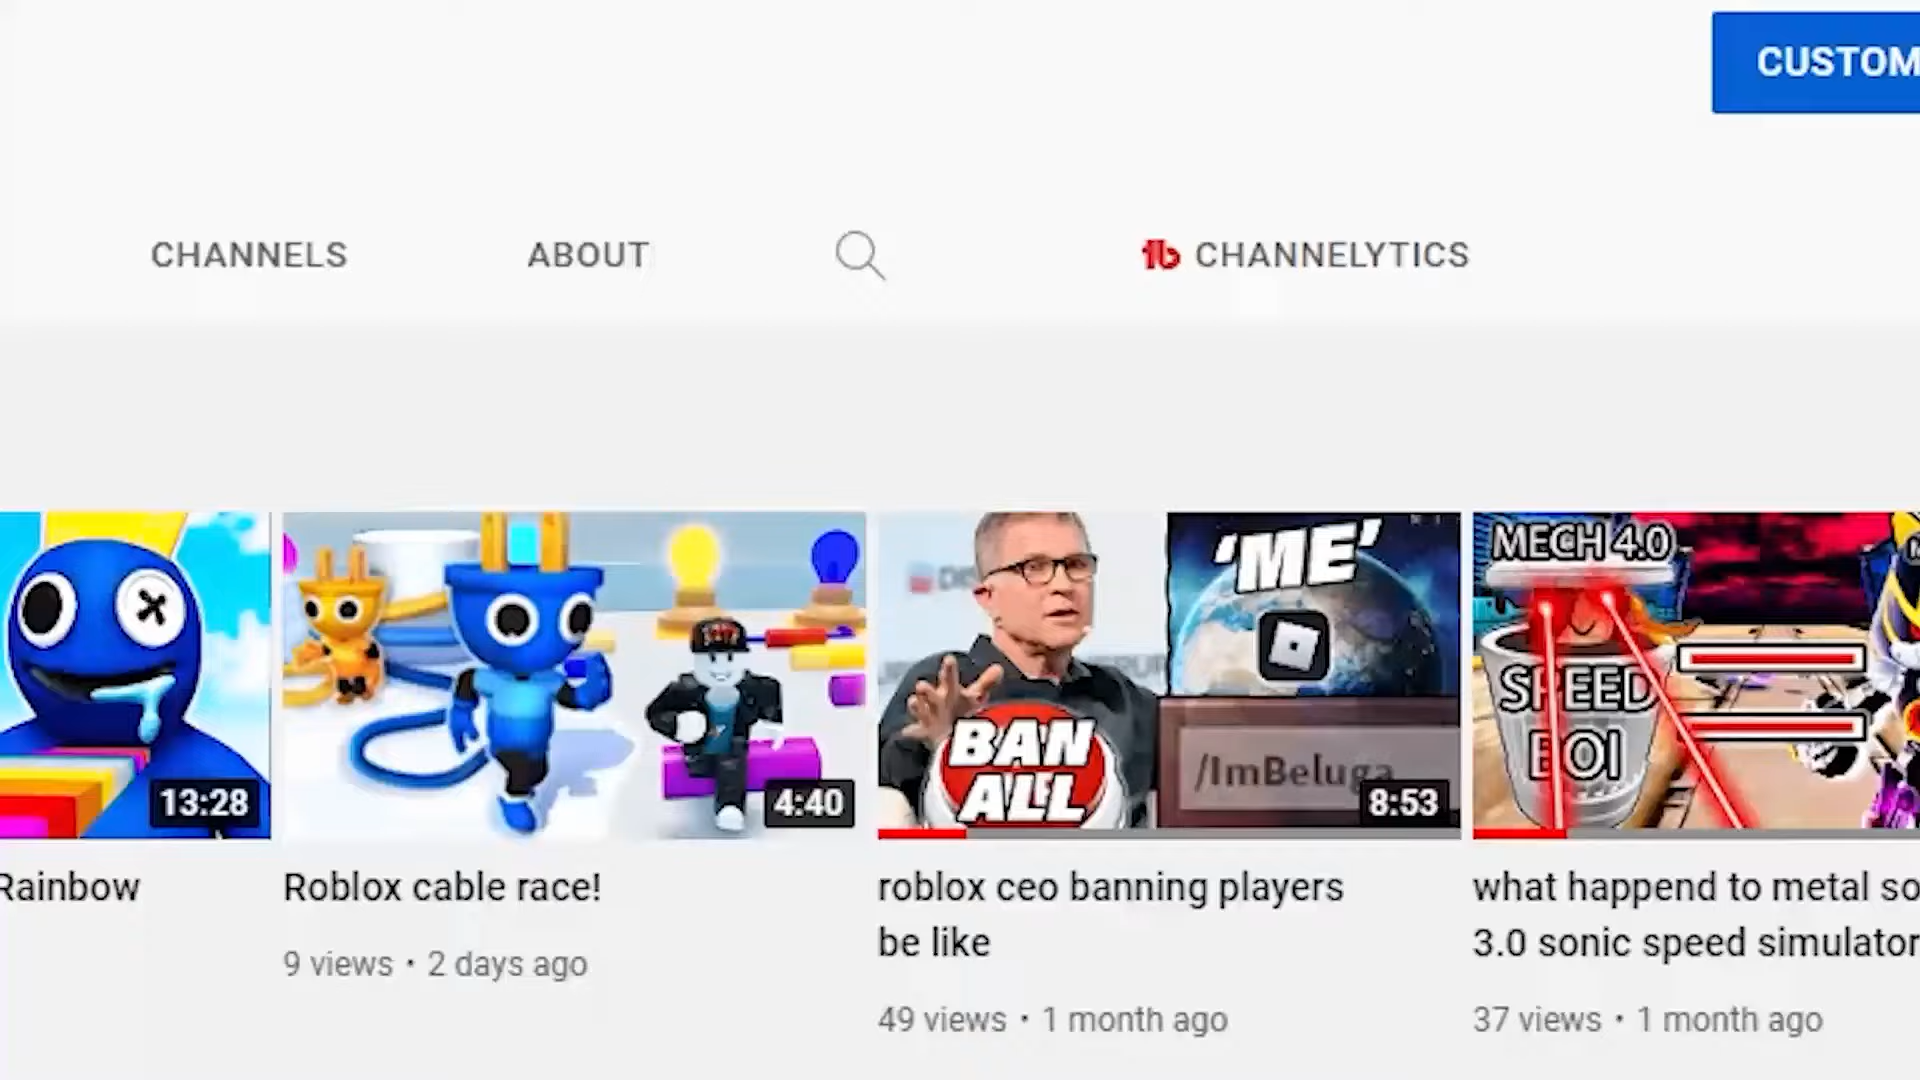 CUSTOM
CHANNELS ABOUT CHANNELYTICS
MECH 4.0
'ME'
SPEED
BOI
BAN
ALL
/ImBeluga
13:28
4:40
8:53
Rainbow
Roblox cable race!
9 views • 2 days ago
roblox ceo banning players
be like
49 views • 1 month ago
what happend to metal so
3.0 sonic speed simulator
37 views • 1 month ago